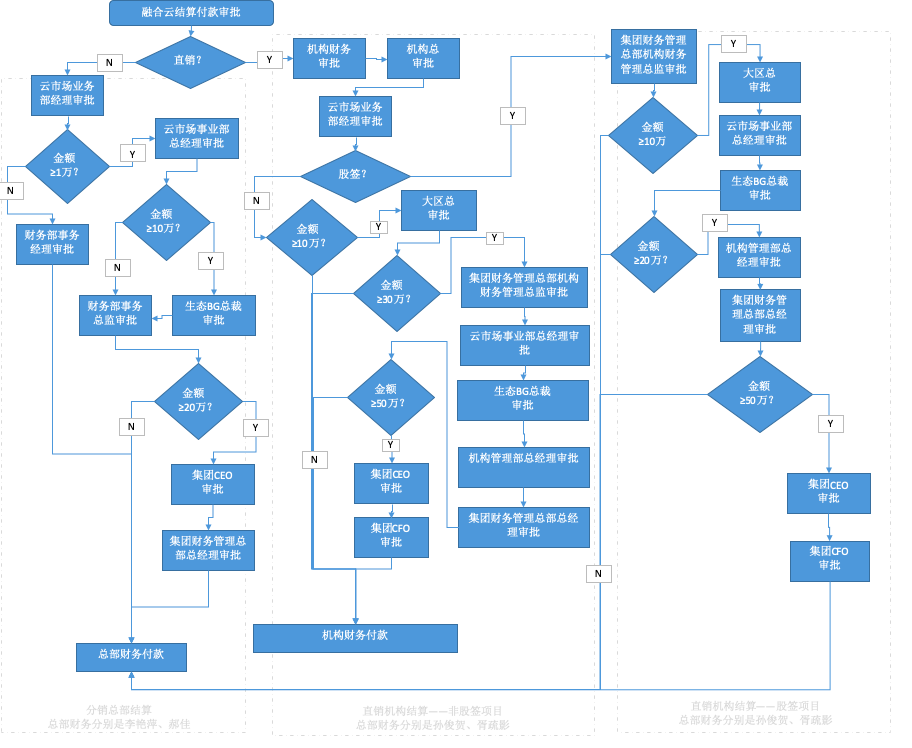 融合云结算付款审批
直销?
N
Y
云市场业务
部经理审批
金额
≥1万?
N
Y
财务部事务
经理审批
云市场事业部
总经理审批
金额
≥10万?
N
Y
财务部事务
总监审批
生态BG总裁
审批
金额
≥20万?
N
Y
集团CEO
审批
集团财务管理总
部总经理审批
总部财务付款
分销总部结算
总部财务分别是李艳萍、郝佳
机构财务
审批
机构总
审批
云市场业务
部经理审批
股签?
N
Y
金额
≥10万?
Y
大区总
审批
金额
≥30万?
Y
集团财务管理总部机构
财务管理总监审批
云市场事业部总经理审
批
生态BG总裁
审批
机构管理部总经理审批
集团财务管理总部总经
理审批
金额
≥50万?
Y
N
集团CEO
审批
集团CFO
审批
机构财务付款
直销机构结算——非股签项目
总部财务分别是孙俊贺、胥疏影
集团财务管理
总部机构财务
管理总监审批
金额
≥10万
Y
大区总
审批
云市场事业部
总经理审批
生态BG总裁
审批
金额
≥20万?
Y
机构管理部总
经理审批
集团财务管
理总部总经
理审批
金额
≥50万?
Y
N
集团CEO
审批
集团CFO
审批
直销机构结算——股签项目
总部财务分别是孙俊贺、胥疏影